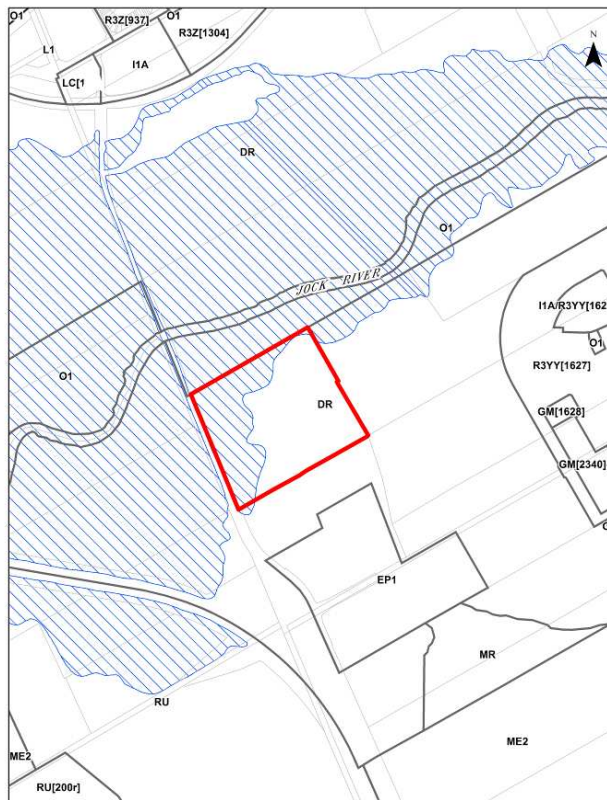 R3Z[937]
O1
O1
R3Z[1304]
L1
I1A
LC[1
N
DR
O1
JOCK RIVER
I1A/R3YY[162
O1
R3YY[1627]
O1
DR
GM[1628]
GM[2340]
G
EP1
MR
RU
ME2
ME2
RU[200r]